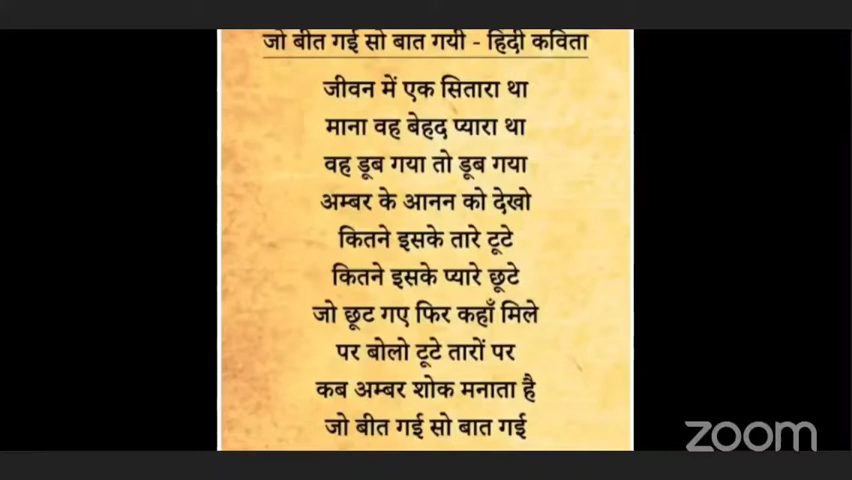 जो बीत गई सो बात गयी - हिदी कविता
जीवन में एक सितारा था
माना वह बेहद प्यारा था
वह डूब गया तो डूब गया
अम्बर के आनन को देखो
कितने इसके तारे टूटे
कितने इसके प्यारे छूटे
जो छूट गए फिर कहाँ मिले
पर बोलो टूटे तारों पर
कब अम्बर शोक मनाता है
जो बीत गई सो बात गई
zoom